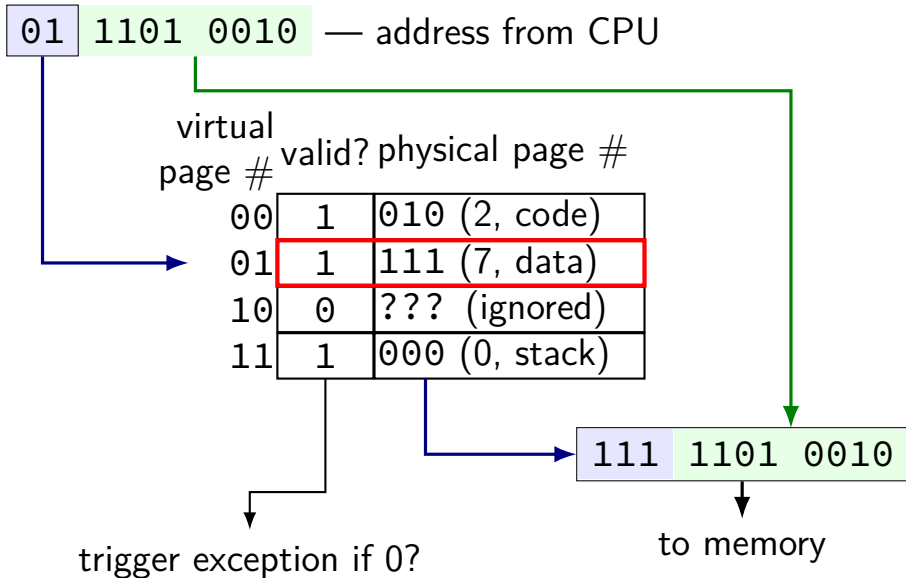 01 1101 0010 — address from CPU
virtual
page #
valid? physical page #
00 1 010 (2, code)
01 1 111 (7, data)
10 0 ??? (ignored)
11 1 000 (0, stack)
111 1101 0010
trigger exception if 0?
to memory